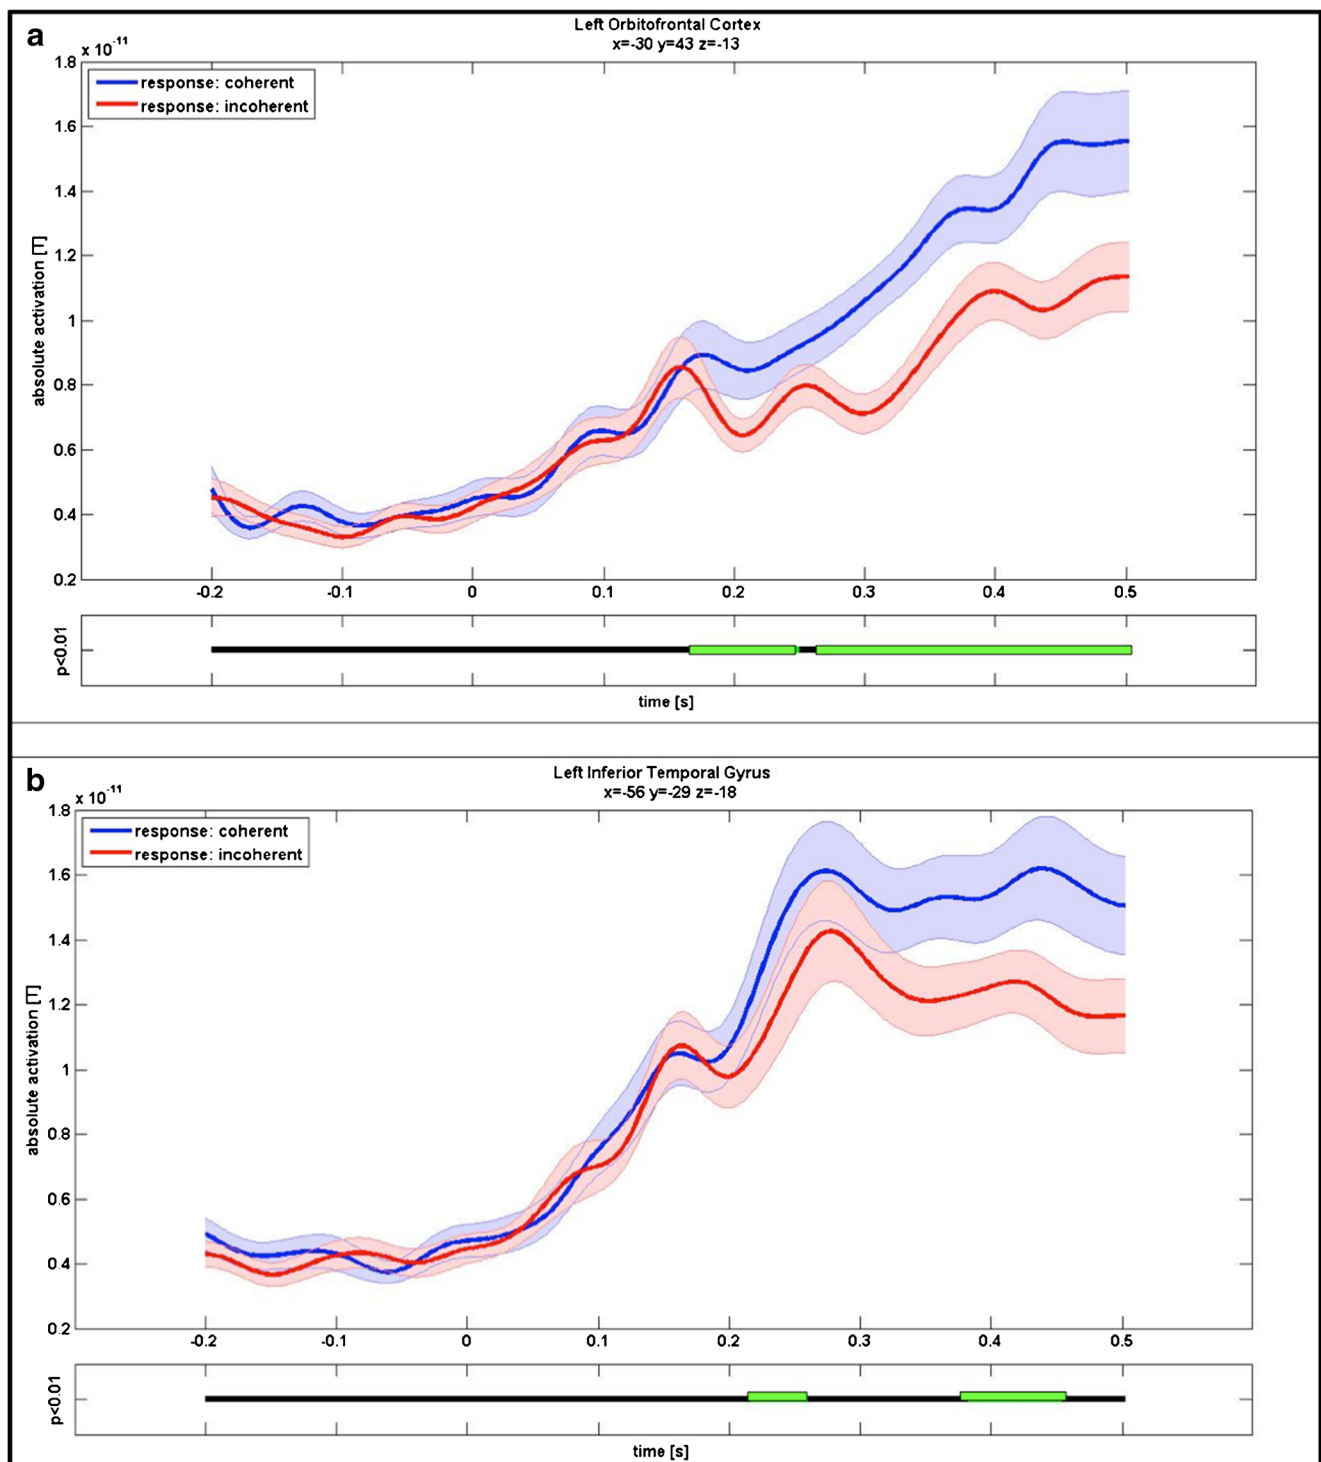 a
Left Orbitofrontal Cortex
x=-30 y=43 z=-13
x 10⁻¹¹
1.8
response: coherent
response: incoherent
1.6
1.4
1.2
1
0.8
0.6
0.4
0.2
absolute activation [T]
-0.2 -0.1 0 0.1 0.2 0.3 0.4 0.5
p<0.01
time [s]
b
Left Inferior Temporal Gyrus
x=-56 y=-29 z=-18
x 10⁻¹¹
1.8
response: coherent
response: incoherent
1.6
1.4
1.2
1
0.8
0.6
0.4
0.2
absolute activation [T]
-0.2 -0.1 0 0.1 0.2 0.3 0.4 0.5
p<0.01
time [s]